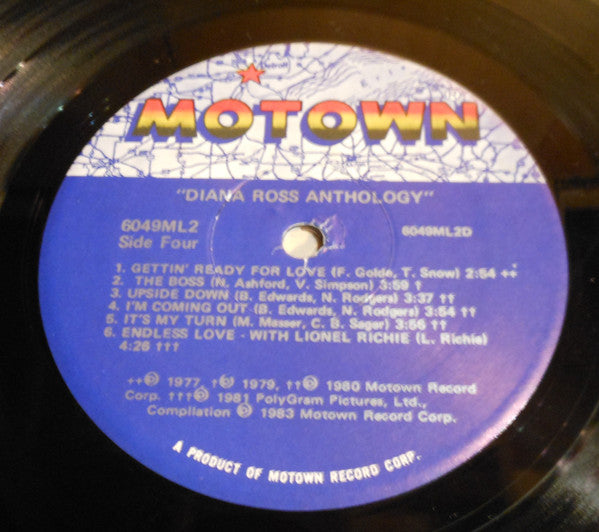 Detroit
MOTOWN
"DIANA ROSS ANTHOLOGY"
6049ML2
Side Four
6049ML2D
1. GETTIN' READY FOR LOVE (F. Golde, T. Snow) 2:54 ++
2. THE BOSS (N. Ashford, V. Simpson) 3:59 †
3. UPSIDE DOWN (B. Edwards, N. Rodgers) 3:37 ††
4. I'M COMING OUT (B. Edwards, N. Rodgers) 3:54 ††
5. IT'S MY TURN (M. Masser, C. B. Sager) 3:56 ††
6. ENDLESS LOVE - WITH LIONEL RICHIE (L. Richie)
4:26 †††
++℗ 1977, †℗ 1979, ††℗ 1980 Motown Record
Corp. †††℗ 1981 PolyGram Pictures, Ltd.,
Compilation ℗ 1983 Motown Record Corp.
A PRODUCT OF MOTOWN RECORD CORP.